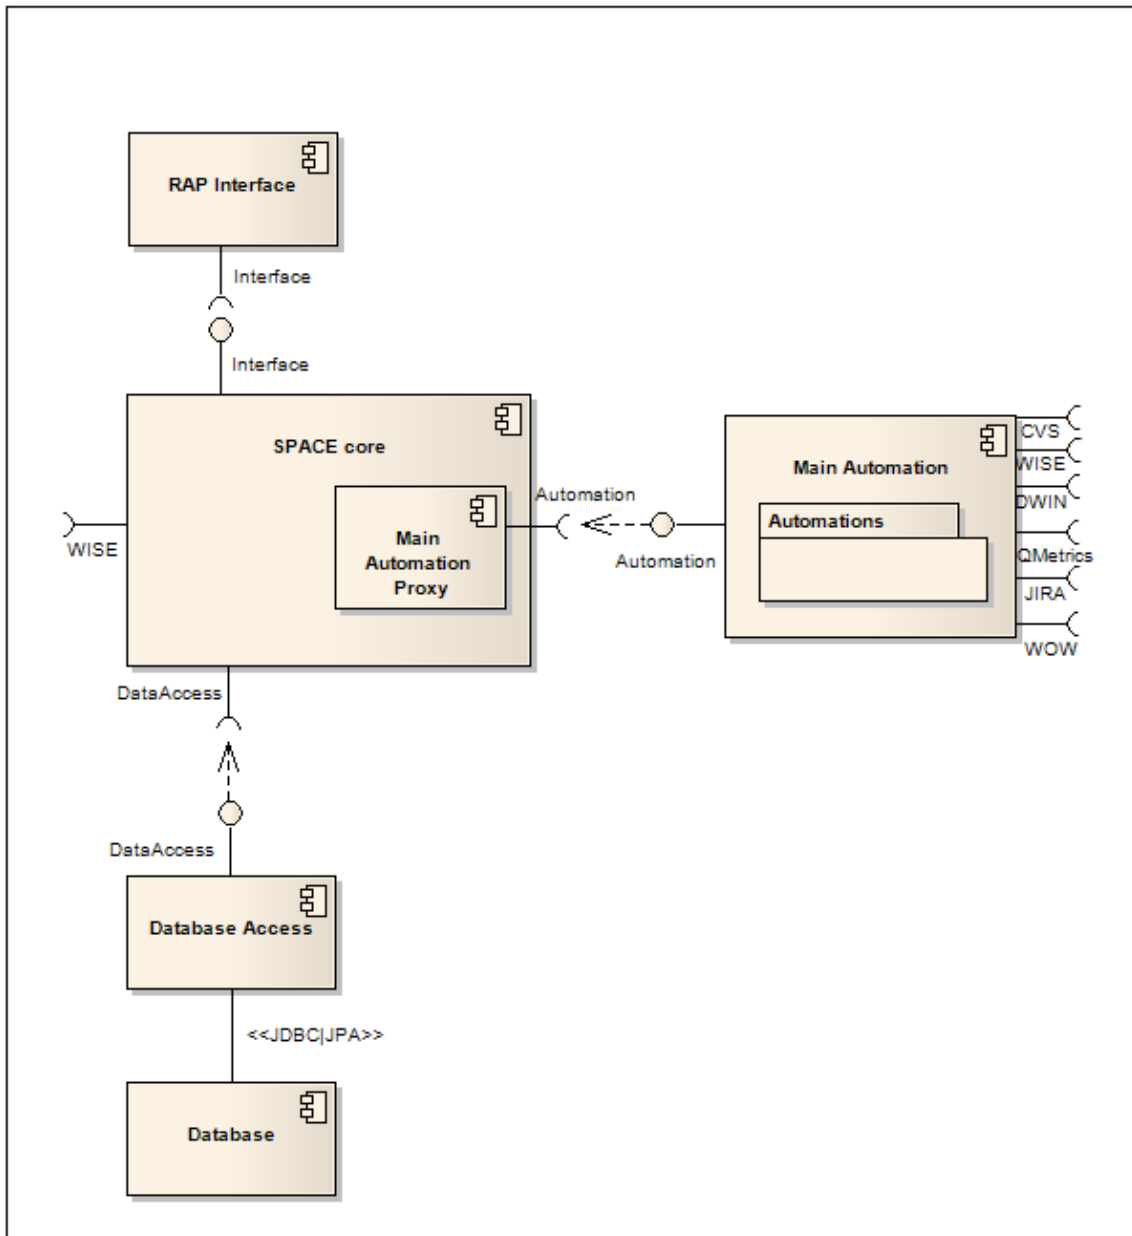 RAP Interface
Interface
Interface
SPACE core
Main
Automation
Proxy
WISE
Automation
Automation
Main Automation
Automations
CVS
WISE
DWIN
QMetrics
JIRA
WOW
DataAccess
DataAccess
Database Access
<<JDBC|JPA>>
Database